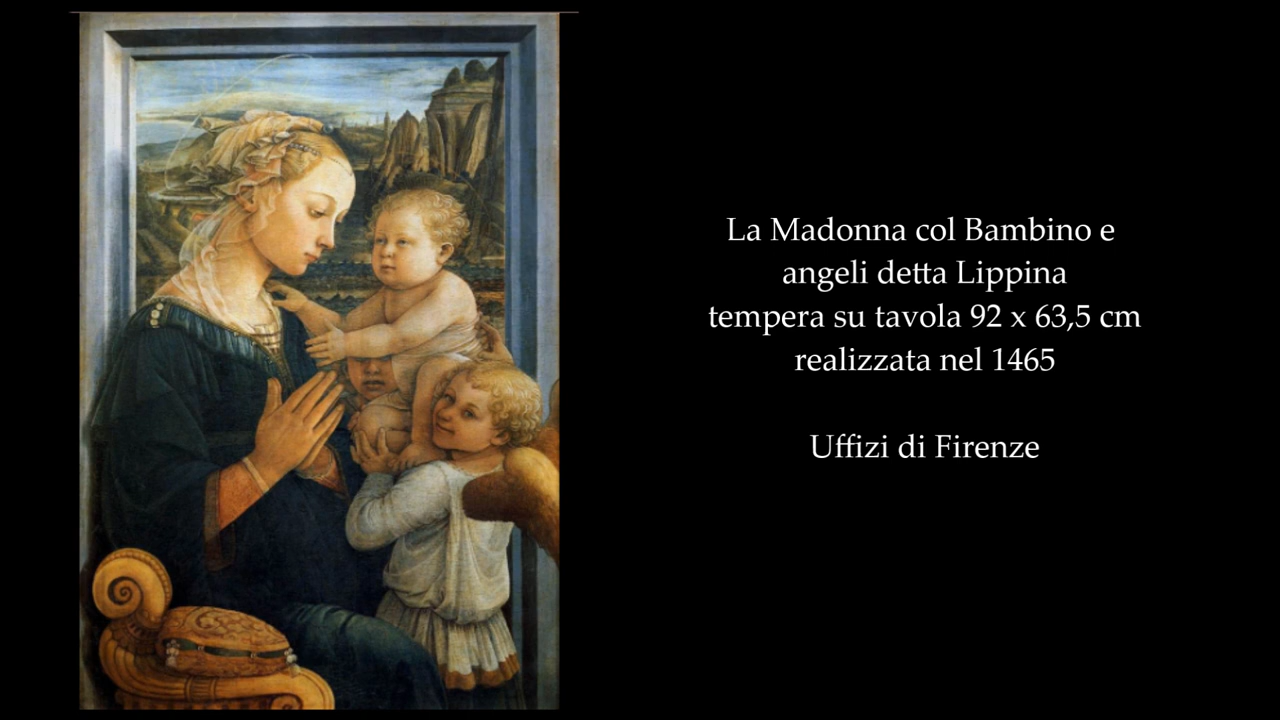 La Madonna col Bambino e
angeli detta Lippina
tempera su tavola 92 x 63,5 cm
realizzata nel 1465
Uffizi di Firenze